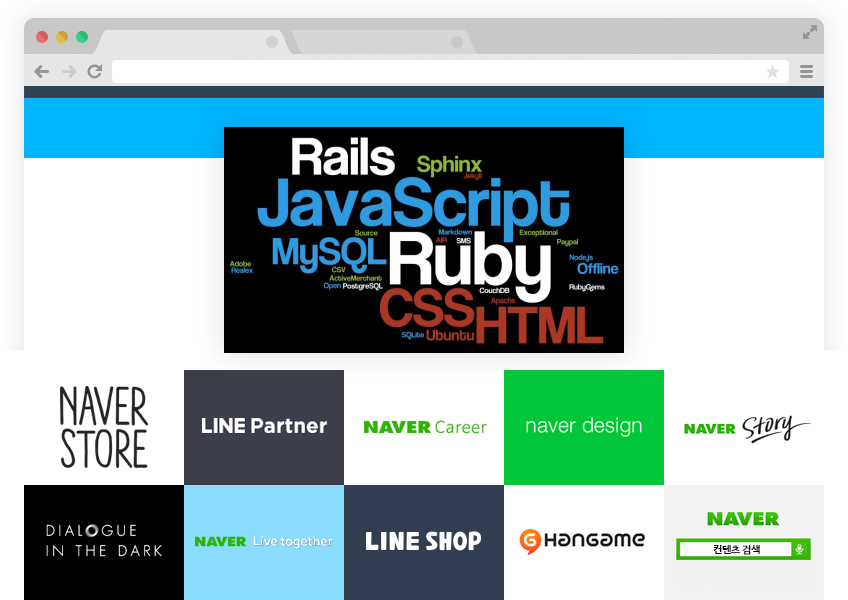 Rails
Sphinx
Jekyll
JavaScript
Source
Markdown
Exceptional
AIR
SMS
Paypal
MySQL
Ruby
Adobe
Realex
CSV
Node.js
Offline
ActiveMerchant
Open
PostgreSQL
CouchDB
RubyGems
CSS
Apache
HTML
SQLite
Ubuntu
NAVER
STORE
LINE Partner
NAVER Career
naver design
NAVER Story
DIALOGUE
IN THE DARK
NAVER Live together
LINE SHOP
G HANGAME
NAVER
컨텐츠 검색